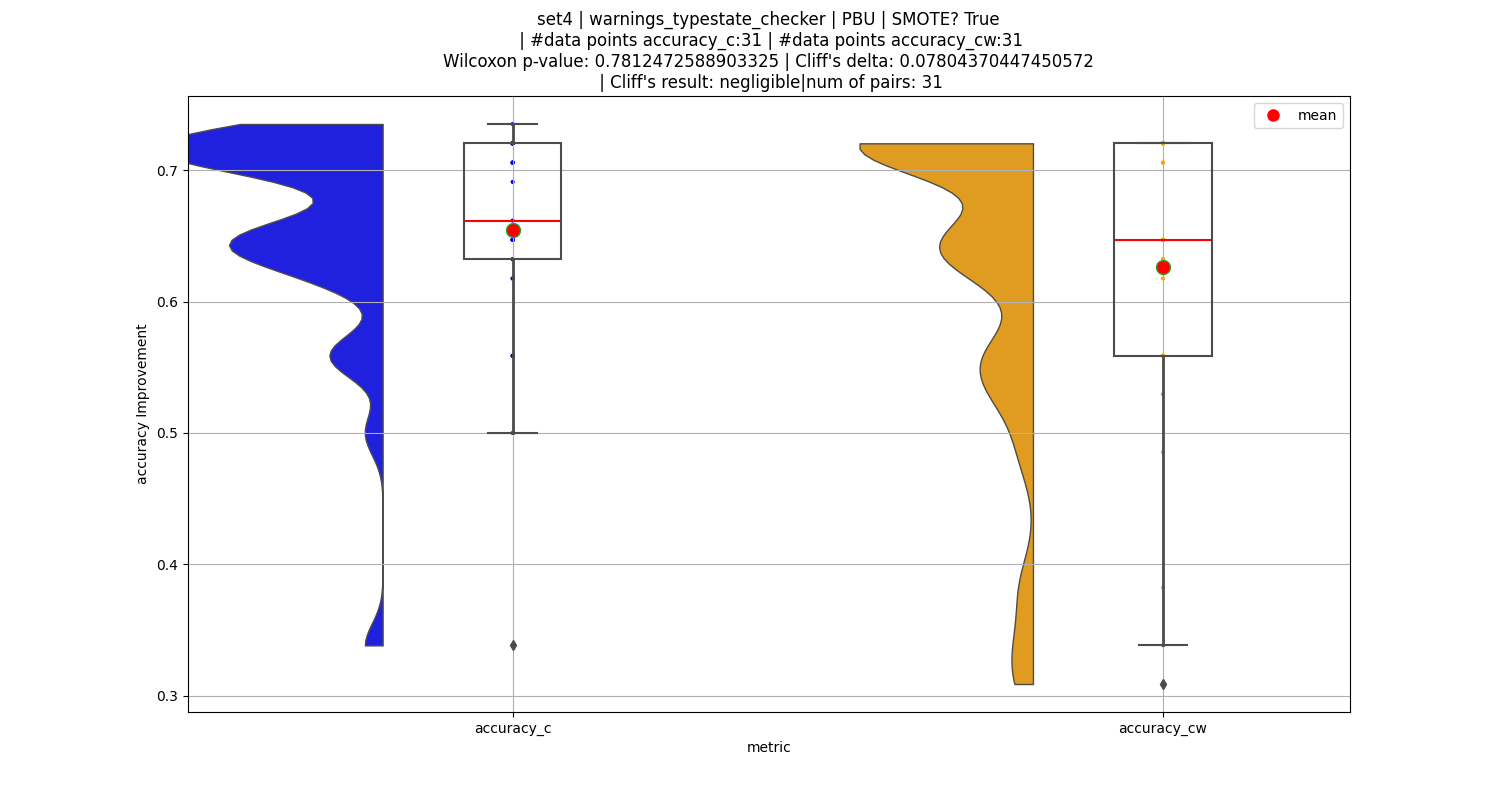 set4 | warnings_typestate_checker | PBU | SMOTE? True
| #data points accuracy_c:31 | #data points accuracy_cw:31
Wilcoxon p-value: 0.7812472588903325 | Cliff's delta: 0.07804370447450572
| Cliff's result: negligible|num of pairs: 31
mean
0.7
0.6
0.5
0.4
0.3
accuracy Improvement
accuracy_c
accuracy_cw
metric